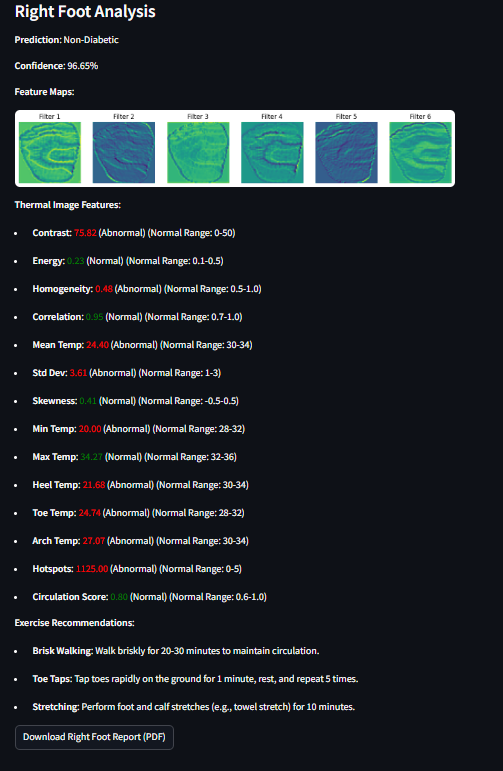 Right Foot Analysis
Prediction: Non-Diabetic
Confidence: 96.65%
Feature Maps:
Filter 1 Filter 2 Filter 3 Filter 4 Filter 5 Filter 6
Thermal Image Features:
• Contrast: 75.82 (Abnormal) (Normal Range: 0-50)
• Energy: 0.23 (Normal) (Normal Range: 0.1-0.5)
• Homogeneity: 0.48 (Abnormal) (Normal Range: 0.5-1.0)
• Correlation: 0.95 (Normal) (Normal Range: 0.7-1.0)
• Mean Temp: 24.40 (Abnormal) (Normal Range: 30-34)
• Std Dev: 3.61 (Abnormal) (Normal Range: 1-3)
• Skewness: 0.41 (Normal) (Normal Range: -0.5-0.5)
• Min Temp: 20.00 (Abnormal) (Normal Range: 28-32)
• Max Temp: 34.27 (Normal) (Normal Range: 32-36)
• Heel Temp: 21.68 (Abnormal) (Normal Range: 30-34)
• Toe Temp: 24.74 (Abnormal) (Normal Range: 28-32)
• Arch Temp: 27.07 (Abnormal) (Normal Range: 30-34)
• Hotspots: 1125.00 (Abnormal) (Normal Range: 0-5)
• Circulation Score: 0.80 (Normal) (Normal Range: 0.6-1.0)
Exercise Recommendations:
• Brisk Walking: Walk briskly for 20-30 minutes to maintain circulation.
• Toe Taps: Tap toes rapidly on the ground for 1 minute, rest, and repeat 5 times.
• Stretching: Perform foot and calf stretches (e.g., towel stretch) for 10 minutes.
Download Right Foot Report (PDF)